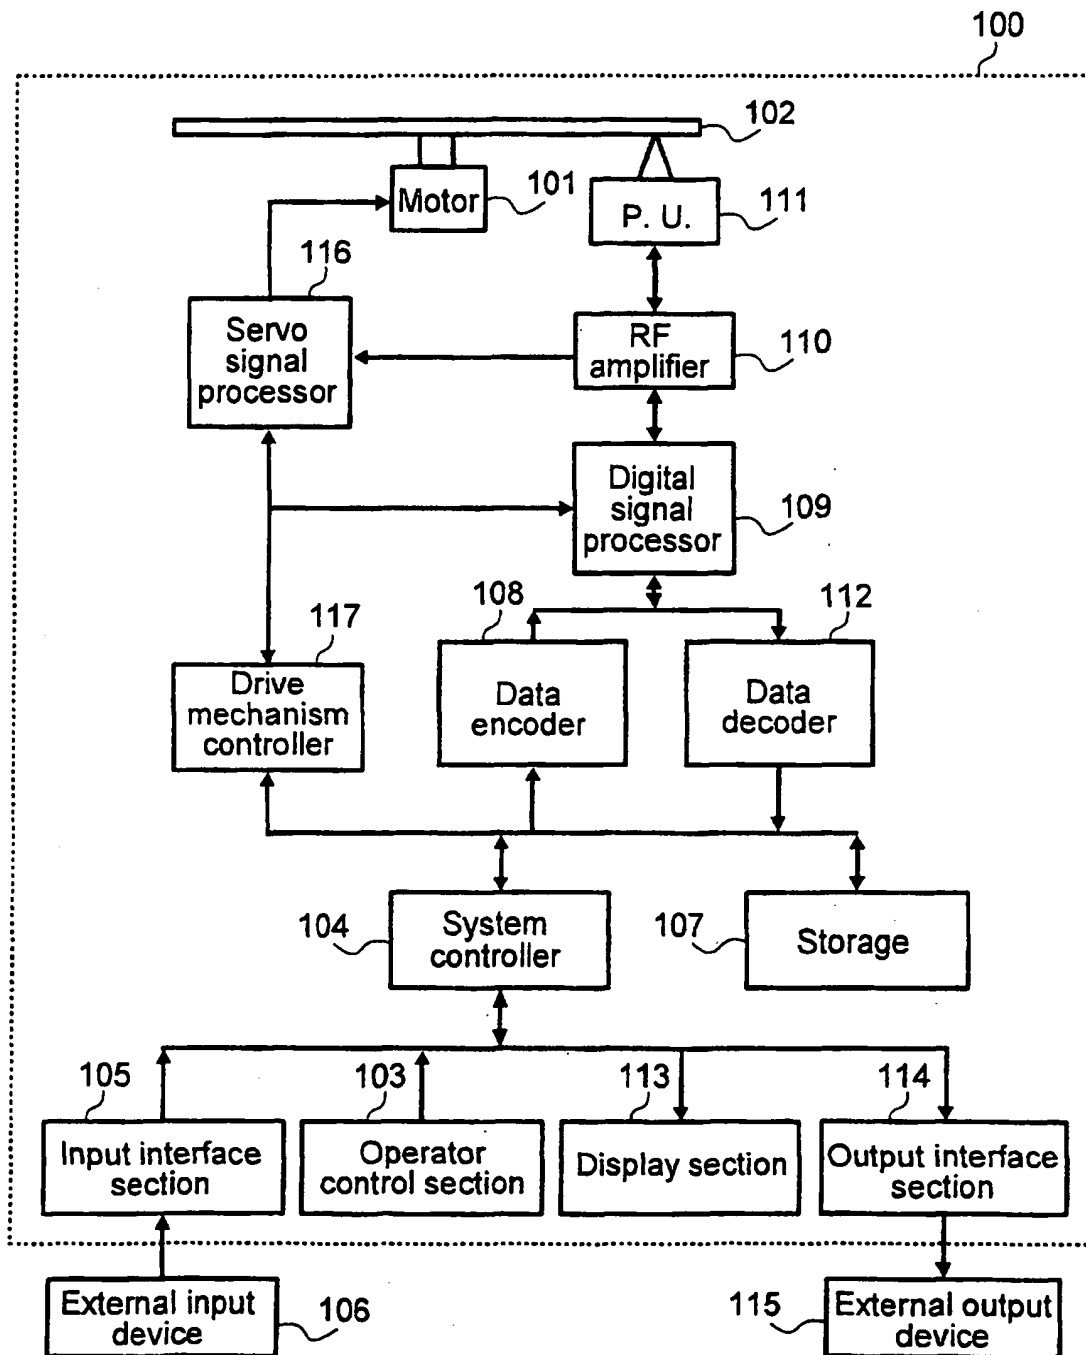 100
102
Motor
101
P. U.
111
116
Servo
signal
processor
RF
amplifier
110
Digital
signal
processor
109
108
112
117
Drive
mechanism
controller
Data
encoder
Data
decoder
104
System
controller
107
Storage
105
103
113
114
Input interface
section
Operator
control section
Display section
Output interface
section
External input
device
106
115
External output
device